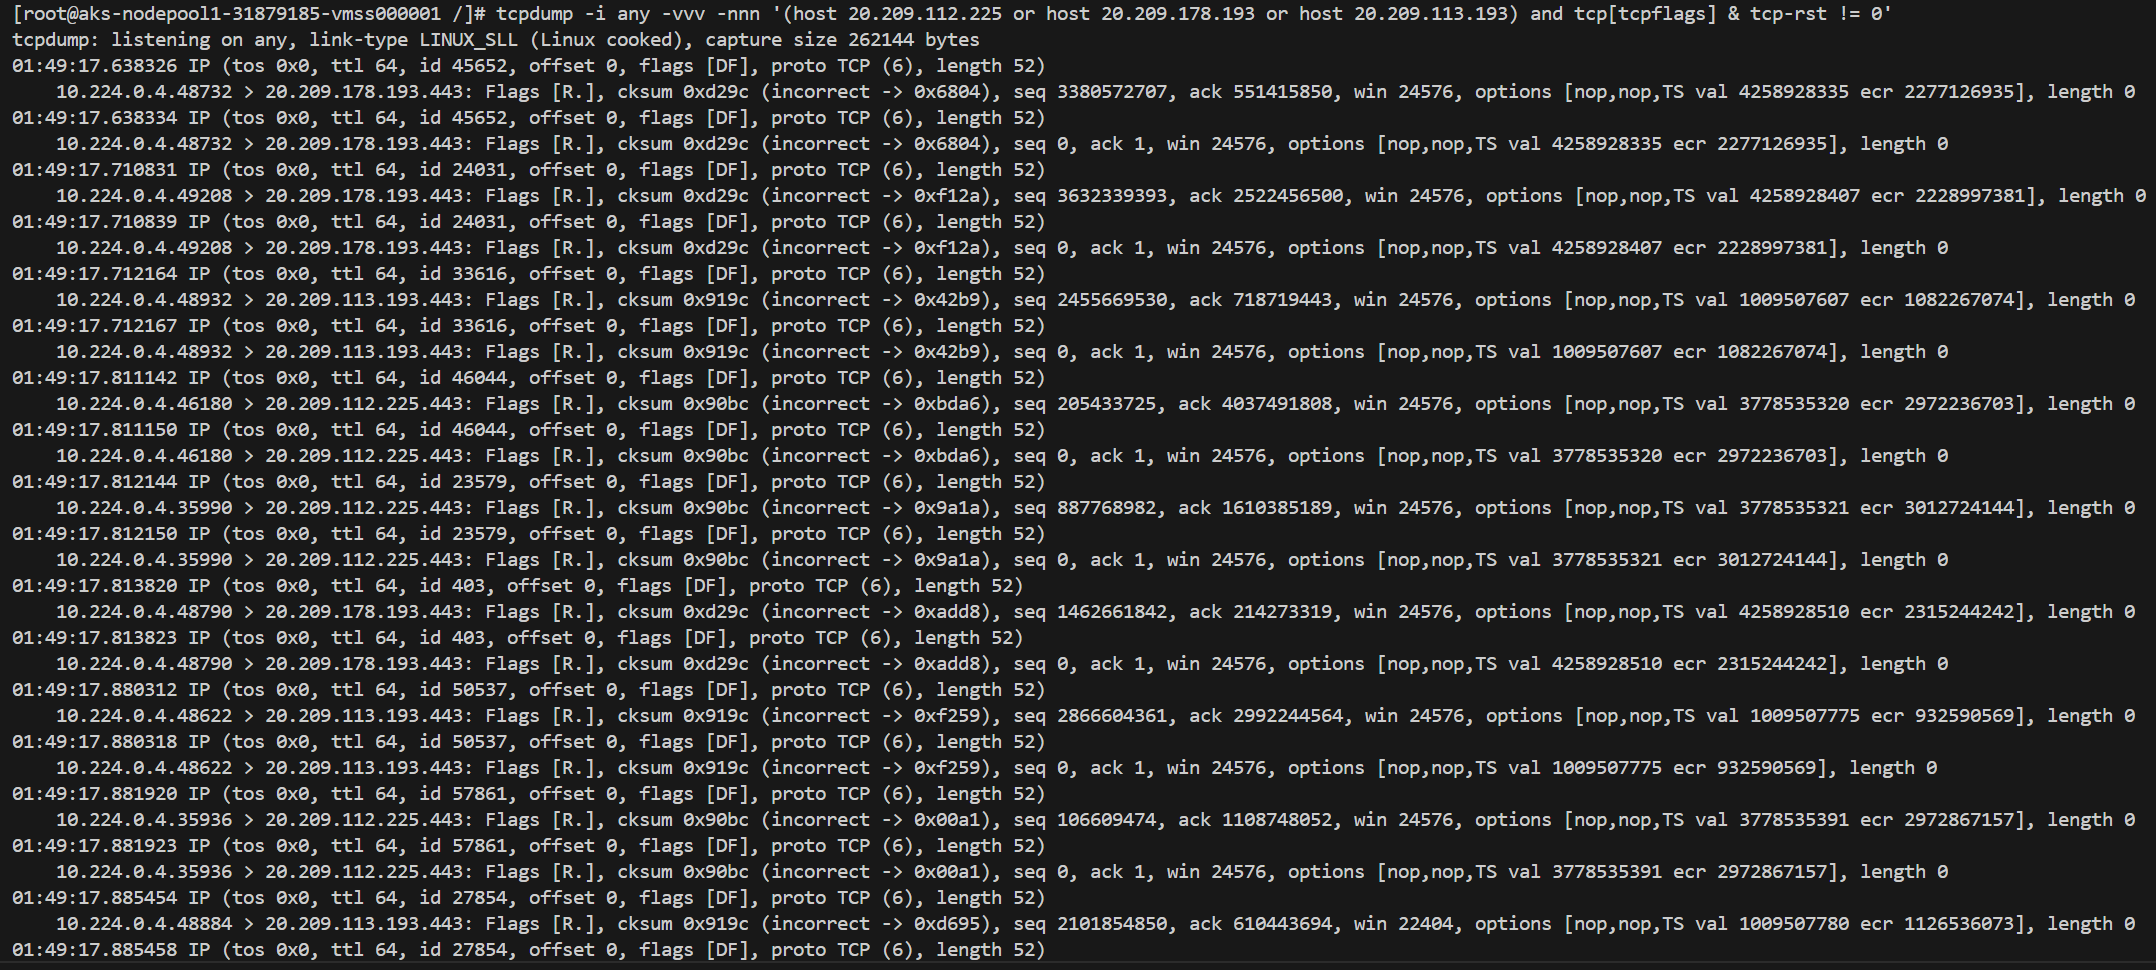 [root@aks-nodepool1-31879185-vmss000001 /]# tcpdump -i any -vvv -nnn '(host 20.209.112.225 or host 20.209.178.193 or host 20.209.113.193) and tcp[tcpflags] & tcp-rst != 0'
tcpdump: listening on any, link-type LINUX_SLL (Linux cooked), capture size 262144 bytes
01:49:17.638326 IP (tos 0x0, ttl 64, id 45652, offset 0, flags [DF], proto TCP (6), length 52)
    10.224.0.4.48732 > 20.209.178.193.443: Flags [R.], cksum 0xd29c (incorrect -> 0x6804), seq 3380572707, ack 551415850, win 24576, options [nop,nop,TS val 4258928335 ecr 2277126935], length 0
01:49:17.638334 IP (tos 0x0, ttl 64, id 45652, offset 0, flags [DF], proto TCP (6), length 52)
    10.224.0.4.48732 > 20.209.178.193.443: Flags [R.], cksum 0xd29c (incorrect -> 0x6804), seq 0, ack 1, win 24576, options [nop,nop,TS val 4258928335 ecr 2277126935], length 0
01:49:17.710831 IP (tos 0x0, ttl 64, id 24031, offset 0, flags [DF], proto TCP (6), length 52)
    10.224.0.4.49208 > 20.209.178.193.443: Flags [R.], cksum 0xd29c (incorrect -> 0xf12a), seq 3632339393, ack 2522456500, win 24576, options [nop,nop,TS val 4258928407 ecr 2228997381], length 0
01:49:17.710839 IP (tos 0x0, ttl 64, id 24031, offset 0, flags [DF], proto TCP (6), length 52)
    10.224.0.4.49208 > 20.209.178.193.443: Flags [R.], cksum 0xd29c (incorrect -> 0xf12a), seq 0, ack 1, win 24576, options [nop,nop,TS val 4258928407 ecr 2228997381], length 0
01:49:17.712164 IP (tos 0x0, ttl 64, id 33616, offset 0, flags [DF], proto TCP (6), length 52)
    10.224.0.4.48932 > 20.209.113.193.443: Flags [R.], cksum 0x919c (incorrect -> 0x42b9), seq 2455669530, ack 718719443, win 24576, options [nop,nop,TS val 1009507607 ecr 1082267074], length 0
01:49:17.712167 IP (tos 0x0, ttl 64, id 33616, offset 0, flags [DF], proto TCP (6), length 52)
    10.224.0.4.48932 > 20.209.113.193.443: Flags [R.], cksum 0x919c (incorrect -> 0x42b9), seq 0, ack 1, win 24576, options [nop,nop,TS val 1009507607 ecr 1082267074], length 0
01:49:17.811142 IP (tos 0x0, ttl 64, id 46044, offset 0, flags [DF], proto TCP (6), length 52)
    10.224.0.4.46180 > 20.209.112.225.443: Flags [R.], cksum 0x90bc (incorrect -> 0xbda6), seq 205433725, ack 4037491808, win 24576, options [nop,nop,TS val 3778535320 ecr 2972236703], length 0
01:49:17.811150 IP (tos 0x0, ttl 64, id 46044, offset 0, flags [DF], proto TCP (6), length 52)
    10.224.0.4.46180 > 20.209.112.225.443: Flags [R.], cksum 0x90bc (incorrect -> 0xbda6), seq 0, ack 1, win 24576, options [nop,nop,TS val 3778535320 ecr 2972236703], length 0
01:49:17.812144 IP (tos 0x0, ttl 64, id 23579, offset 0, flags [DF], proto TCP (6), length 52)
    10.224.0.4.35990 > 20.209.112.225.443: Flags [R.], cksum 0x90bc (incorrect -> 0x9a1a), seq 887768982, ack 1610385189, win 24576, options [nop,nop,TS val 3778535321 ecr 3012724144], length 0
01:49:17.812150 IP (tos 0x0, ttl 64, id 23579, offset 0, flags [DF], proto TCP (6), length 52)
    10.224.0.4.35990 > 20.209.112.225.443: Flags [R.], cksum 0x90bc (incorrect -> 0x9a1a), seq 0, ack 1, win 24576, options [nop,nop,TS val 3778535321 ecr 3012724144], length 0
01:49:17.813820 IP (tos 0x0, ttl 64, id 403, offset 0, flags [DF], proto TCP (6), length 52)
    10.224.0.4.48790 > 20.209.178.193.443: Flags [R.], cksum 0xd29c (incorrect -> 0xadd8), seq 1462661842, ack 214273319, win 24576, options [nop,nop,TS val 4258928510 ecr 2315244242], length 0
01:49:17.813823 IP (tos 0x0, ttl 64, id 403, offset 0, flags [DF], proto TCP (6), length 52)
    10.224.0.4.48790 > 20.209.178.193.443: Flags [R.], cksum 0xd29c (incorrect -> 0xadd8), seq 0, ack 1, win 24576, options [nop,nop,TS val 4258928510 ecr 2315244242], length 0
01:49:17.880312 IP (tos 0x0, ttl 64, id 50537, offset 0, flags [DF], proto TCP (6), length 52)
    10.224.0.4.48622 > 20.209.113.193.443: Flags [R.], cksum 0x919c (incorrect -> 0xf259), seq 2866604361, ack 2992244564, win 24576, options [nop,nop,TS val 1009507775 ecr 932590569], length 0
01:49:17.880318 IP (tos 0x0, ttl 64, id 50537, offset 0, flags [DF], proto TCP (6), length 52)
    10.224.0.4.48622 > 20.209.113.193.443: Flags [R.], cksum 0x919c (incorrect -> 0xf259), seq 0, ack 1, win 24576, options [nop,nop,TS val 1009507775 ecr 932590569], length 0
01:49:17.881920 IP (tos 0x0, ttl 64, id 57861, offset 0, flags [DF], proto TCP (6), length 52)
    10.224.0.4.35936 > 20.209.112.225.443: Flags [R.], cksum 0x90bc (incorrect -> 0x00a1), seq 106609474, ack 1108748052, win 24576, options [nop,nop,TS val 3778535391 ecr 2972867157], length 0
01:49:17.881923 IP (tos 0x0, ttl 64, id 57861, offset 0, flags [DF], proto TCP (6), length 52)
    10.224.0.4.35936 > 20.209.112.225.443: Flags [R.], cksum 0x90bc (incorrect -> 0x00a1), seq 0, ack 1, win 24576, options [nop,nop,TS val 3778535391 ecr 2972867157], length 0
01:49:17.885454 IP (tos 0x0, ttl 64, id 27854, offset 0, flags [DF], proto TCP (6), length 52)
    10.224.0.4.48884 > 20.209.113.193.443: Flags [R.], cksum 0x919c (incorrect -> 0xd695), seq 2101854850, ack 610443694, win 22404, options [nop,nop,TS val 1009507780 ecr 1126536073], length 0
01:49:17.885458 IP (tos 0x0, ttl 64, id 27854, offset 0, flags [DF], proto TCP (6), length 52)